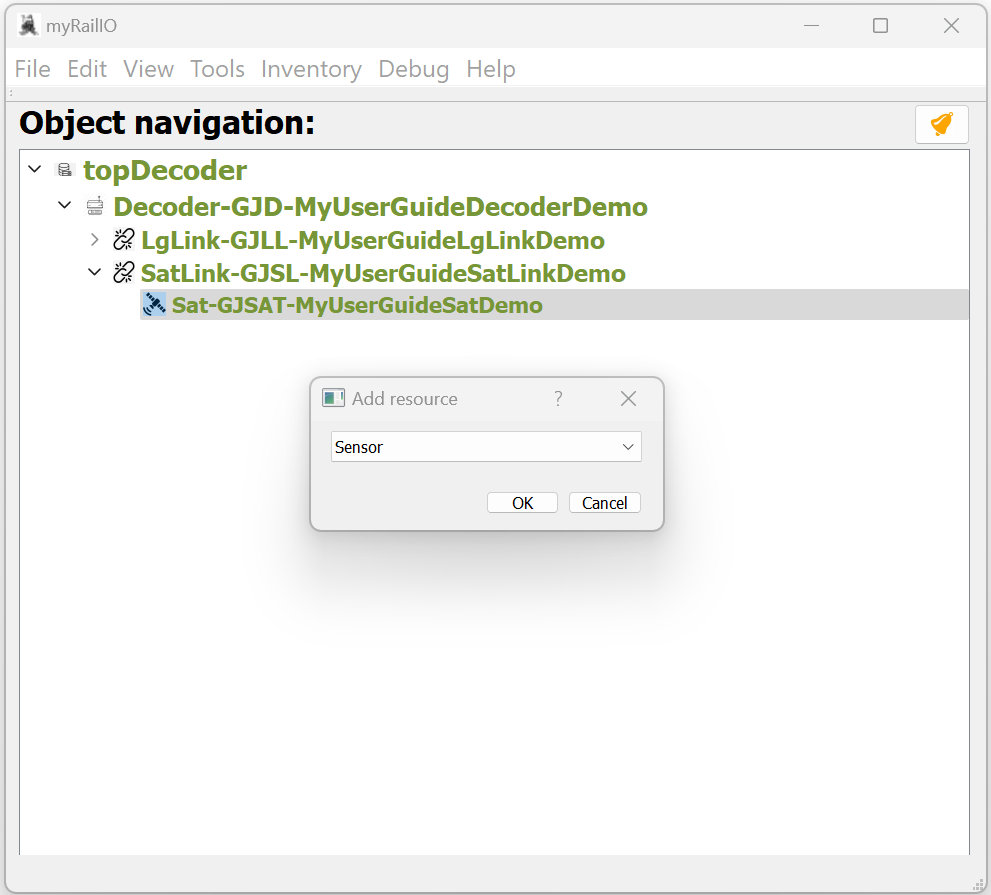 myRailIO
File Edit View Tools Inventory Debug Help
Object navigation:
topDecoder
Decoder-GJD-MyUserGuideDecoderDemo
LgLink-GJLL-MyUserGuideLgLinkDemo
SatLink-GJSL-MyUserGuideSatLinkDemo
Sat-GJSAT-MyUserGuideSatDemo
Add resource ?
Sensor
OK Cancel